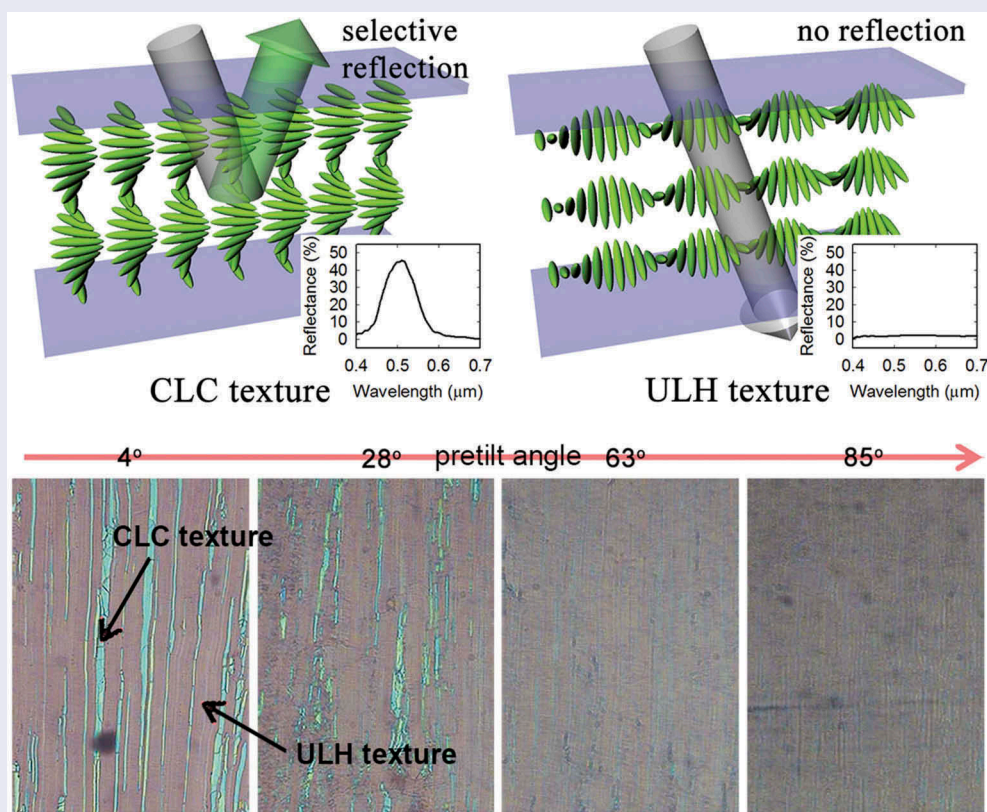 selective
reflection
no reflection
Reflectance (%)
50
40
30
20
10
0
0.4 0.5 0.6 0.7
Wavelength (μm)
CLC texture
Reflectance (%)
50
40
30
20
10
0
0.4 0.5 0.6 0.7
Wavelength (μm)
ULH texture
4° 28° pretilt angle 63° 85°
CLC texture
ULH texture